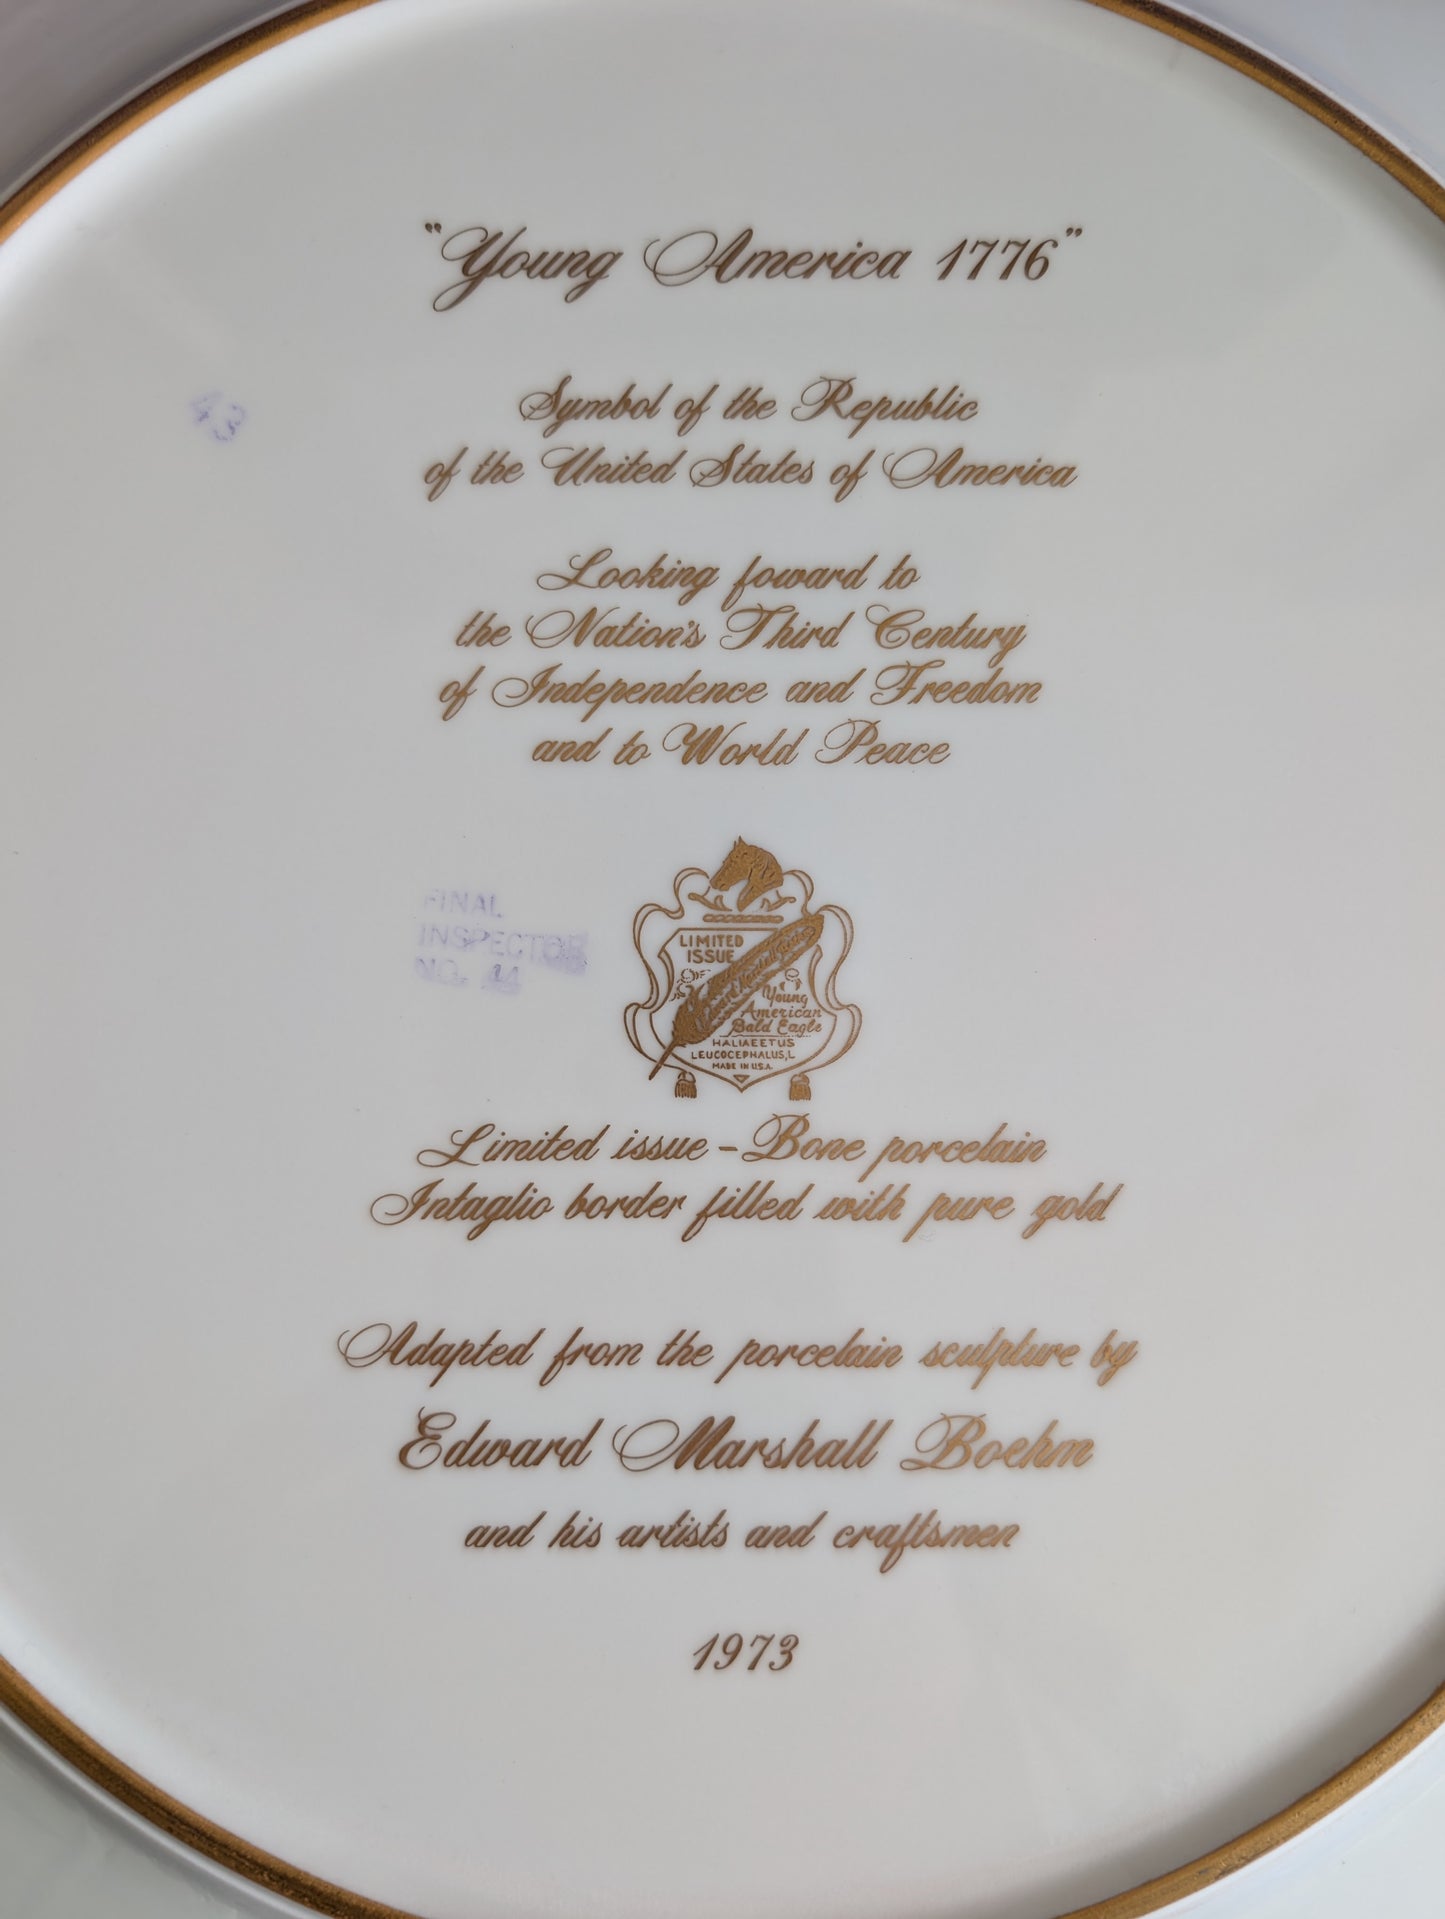 "Young America 1776"
Symbol of the Republic
of the United States of America
Looking foward to
the Nation's Third Century
of Independence and Freedom
and to World Peace
43
FINAL
INSPECTOR
NO. 44
LIMITED
ISSUE
Young
American
Bald Eagle
HALIAEETUS
LEUCOCEPHALUS,L
MADE IN U.S.A.
Limited issue - Bone porcelain
Intaglio border filled with pure gold
Adapted from the porcelain sculpture by
Edward Marshall Boehm
and his artists and craftsmen
1973